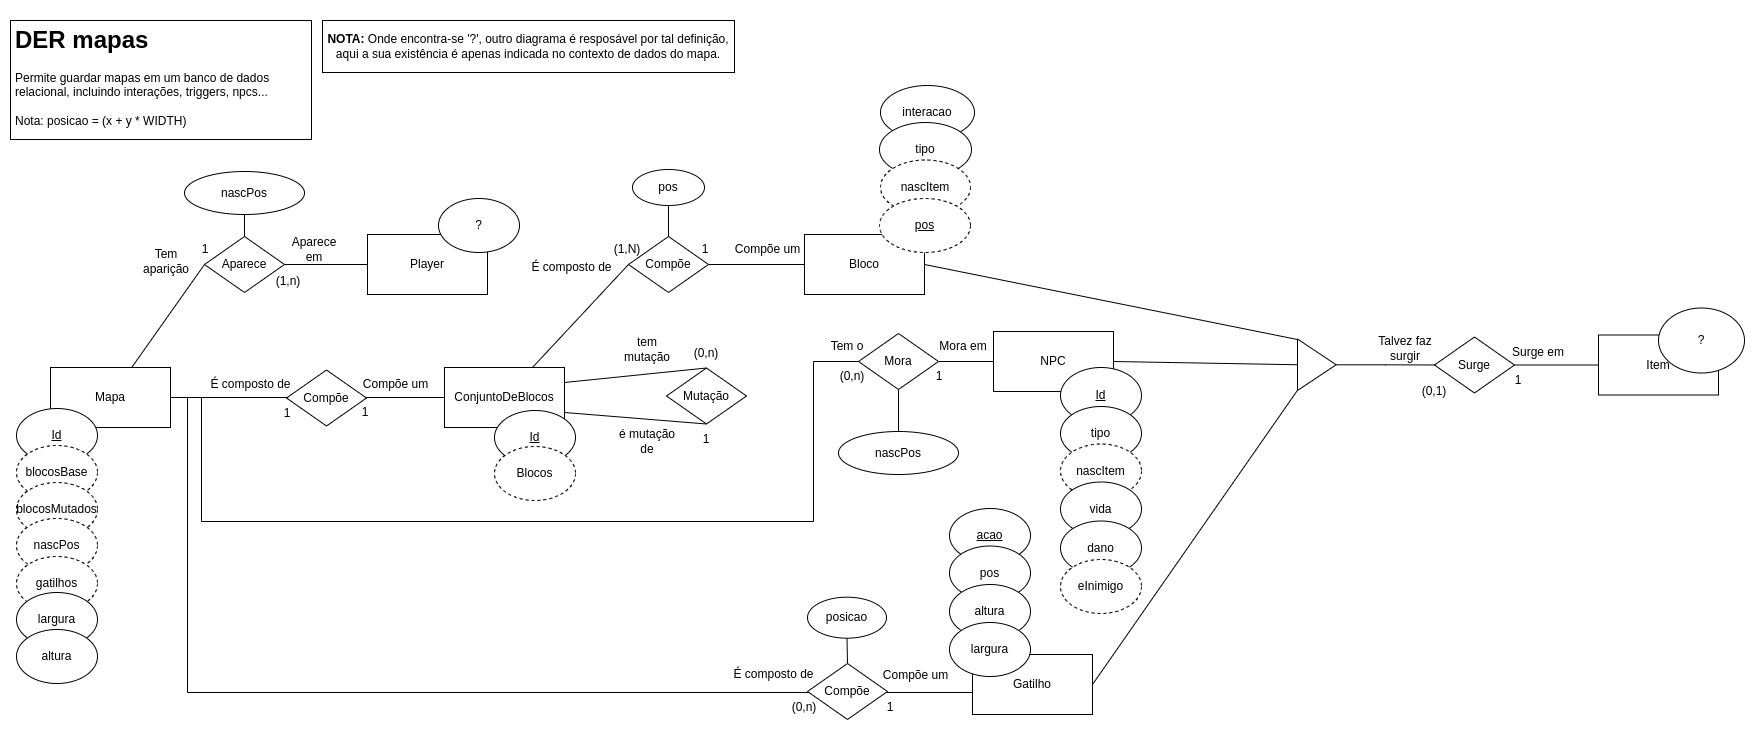 DER mapas
Permite guardar mapas em um banco de dados
relacional, incluindo interações, triggers, npcs...
Nota: posicao = (x + y * WIDTH)
NOTA: Onde encontra-se '?', outro diagrama é resposável por tal definição,
aqui a sua existência é apenas indicada no contexto de dados do mapa.
interacao
tipo
nascItem
pos
nascPos
pos
?
Tem
aparição
1
Aparece
Aparece
em
(1,n)
Player
É composto de
(1,N)
Compõe
1
Compõe um
Bloco
Mapa
Id
blocosBase
blocosMutados
nascPos
gatilhos
largura
altura
É composto de
1
Compõe
Compõe um
1
ConjuntoDeBlocos
Id
Blocos
tem
mutação
(0,n)
Mutação
é mutação
de
1
Tem o
(0,n)
Mora
Mora em
1
nascPos
NPC
Id
tipo
nascItem
vida
dano
eInimigo
Talvez faz
surgir
(0,1)
Surge
Surge em
1
Item
?
acao
pos
altura
largura
posicao
É composto de
(0,n)
Compõe
Compõe um
1
Gatilho